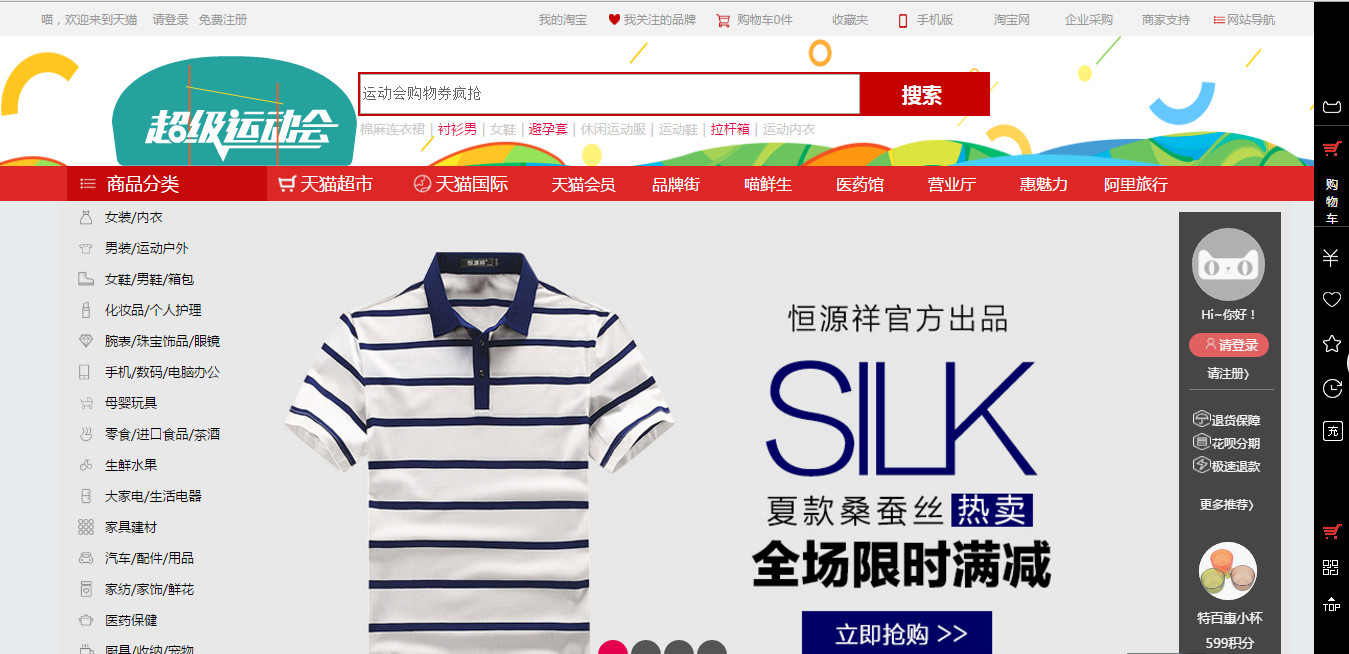 喵，欢迎来到天猫 请登录 免费注册 我的淘宝 我关注的品牌 购物车0件 收藏夹 手机版 淘宝网 企业采购 商家支持 网站导航
超级运动会
运动会购物券疯抢 搜索
棉麻连衣裙 | 衬衫男 | 女鞋 | 避孕套 | 休闲运动服 | 运动鞋 | 拉杆箱 | 运动内衣
商品分类 天猫超市 天猫国际 天猫会员 品牌街 喵鲜生 医药馆 营业厅 惠魅力 阿里旅行
女装/内衣
男装/运动户外
女鞋/男鞋/箱包
化妆品/个人护理
腕表/珠宝饰品/眼镜
手机/数码/电脑办公
母婴玩具
零食/进口食品/茶酒
生鲜水果
大家电/生活电器
家具建材
汽车/配件/用品
家纺/家饰/鲜花
医药保健
厨具/收纳/宠物
恒源祥
恒源祥官方出品
SILK
夏款桑蚕丝 热卖
全场限时满减
立即抢购 >>
Hi~你好！
请登录
请注册〉
退货保障
花呗分期
极速退款
更多推荐〉
特百惠小杯
599积分
购物车
充
TOP